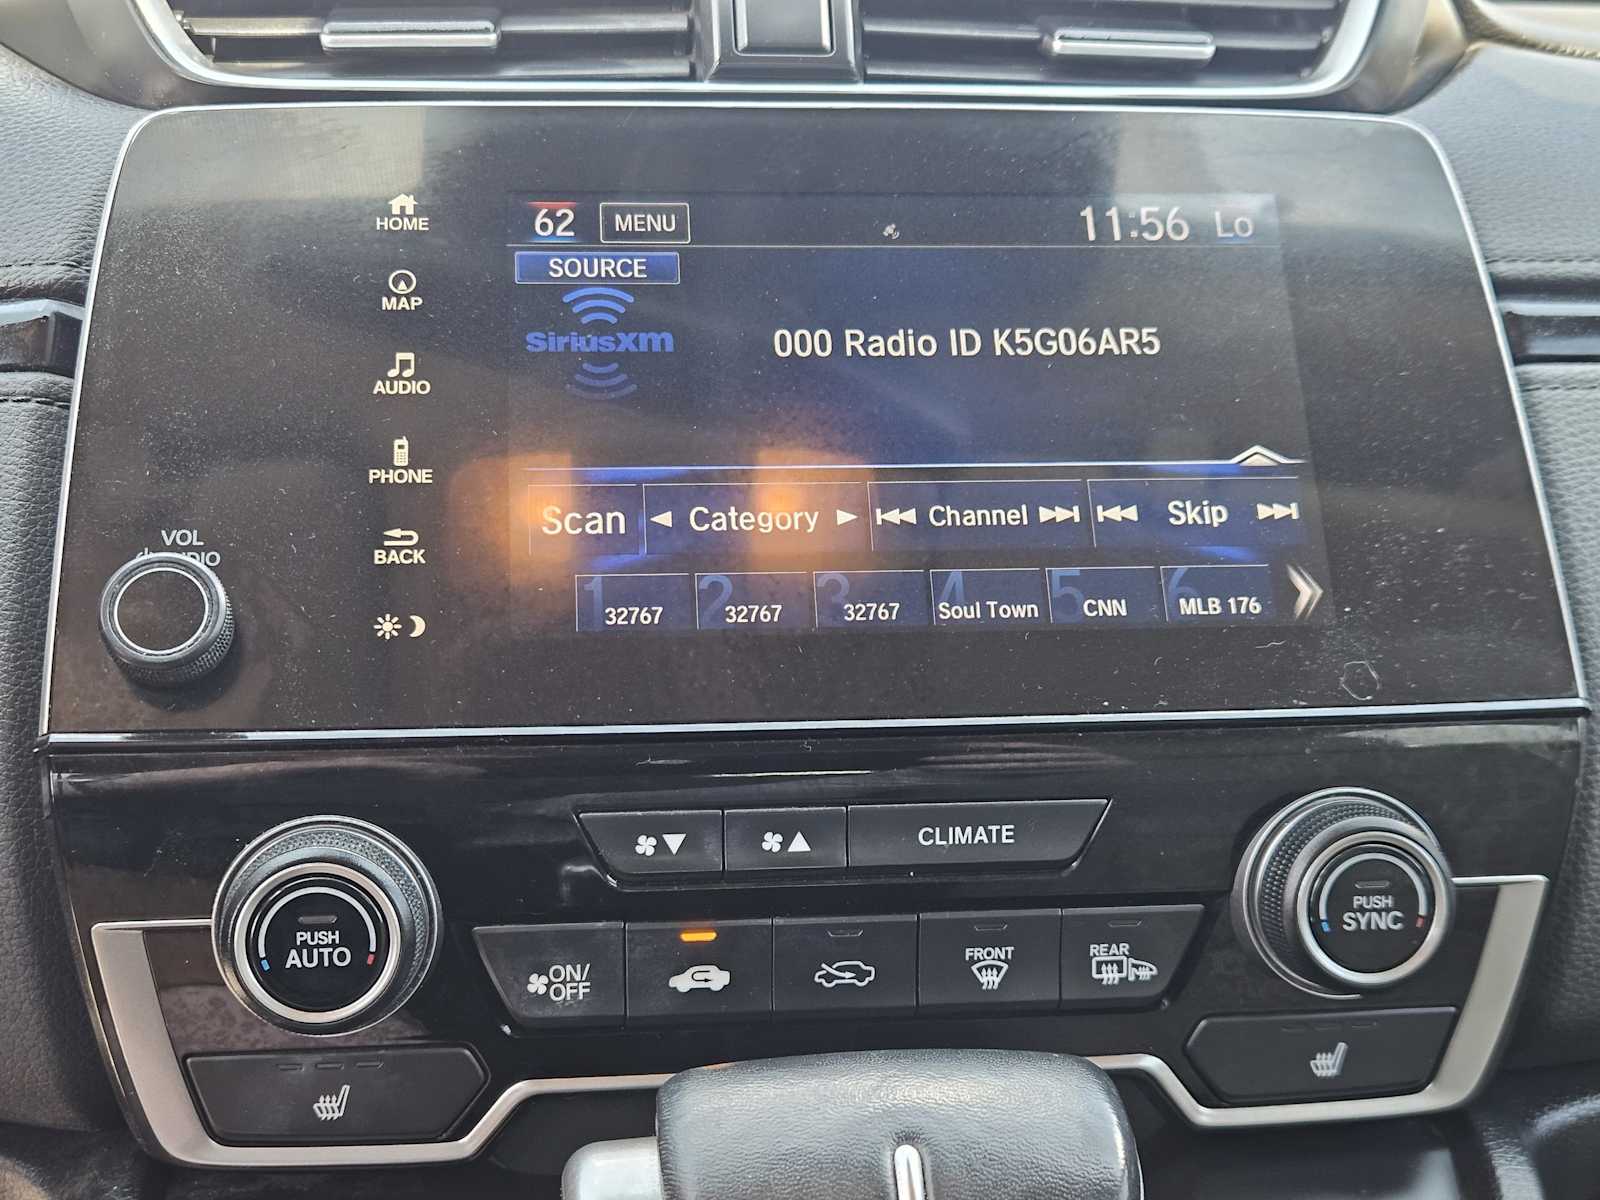 HOME
MAP
AUDIO
PHONE
BACK
VOL
AUDIO
62 MENU 11:56 Lo
SOURCE
SiriusXM
000 Radio ID K5G06AR5
Scan Category Channel Skip
1 32767 2 32767 3 32767 4 Soul Town 5 CNN 6 MLB 176
CLIMATE
PUSH
AUTO
ON/
OFF
FRONT
REAR
PUSH
SYNC